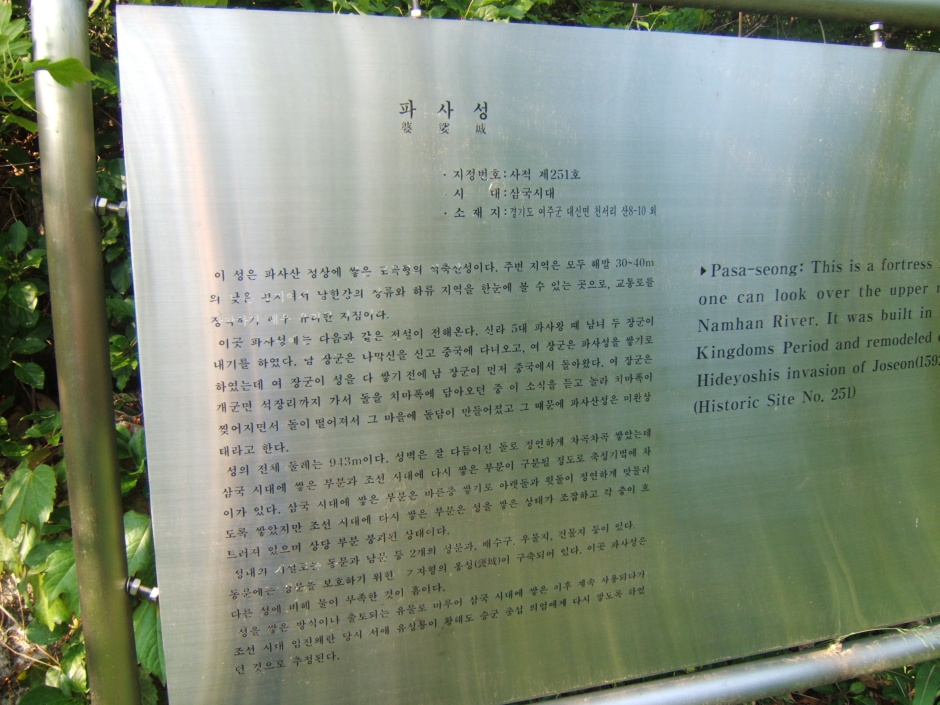 파 사 성
婆 娑 城
· 지정번호 : 사적 제251호
· 시 대 : 삼국시대
· 소 재 지 : 경기도 여주군 대신면 천서리 산8-10 외
이 성은 파사산 정상에 쌓은 석축산성이다. 주변 지역은 모두 해발 30~40m
의 낮은 남한강의 상류와 하류 지역을 한눈에 볼 수 있는 곳으로, 교통로를
매우 유리한 지점이다.
이곳 파사성에는 다음과 같은 전설이 전해온다. 신라 5대 파사왕 때 남녀 두 장군이
내기를 하였다. 남 장군은 나막신을 신고 중국에 다녀오고, 여 장군은 파사성을 쌓기로
하였는데 여 장군이 성을 다 쌓기 전에 남 장군이 먼저 중국에서 돌아왔다. 여 장군은
개군면 석장리까지 가서 돌을 치마폭에 담아오던 중 이 소식을 듣고 놀라 치마폭이
찢어지면서 돌이 떨어져서 그 마을에 돌담이 만들어졌고 그 때문에 파사산성은 미완상
태라고 한다.
성의 전체 둘레는 943m이다. 성벽은 잘 다듬어진 돌로 정연하게 차곡차곡 쌓았는데
삼국 시대에 쌓은 부분과 조선 시대에 다시 쌓은 부분이 구분될 정도로 축성기법에 차
이가 있다. 삼국 시대에 쌓은 부분은 바른층 쌓기로 아랫돌과 윗돌이 정연하게 맞물리
도록 쌓았지만 조선 시대에 다시 쌓은 부분은 성을 쌓은 상태가 조잡하고 각 층이 흐
트러져 있으며 상당 부분 붕괴된 상태이다.
성내의 시설로는 동문과 남문 등 2개의 성문과, 배수구, 우물지, 건물지 등이 있다.
동문에는 성문을 보호하기 위한 ㄱ자형의 옹성(甕城)이 구축되어 있다. 이곳 파사성은
다른 성에 비해 물이 부족한 것이 흠이다.
성을 쌓은 방식이나 출토되는 유물로 미루어 삼국 시대에 쌓은 이후 계속 사용되다가
조선 시대 임진왜란 당시 서애 유성룡이 황해도 승군 총섭 의엄에게 다시 쌓도록 하였
던 것으로 추정된다.
▶Pasa-seong: This is a fortress
one can look over the upper
Namhan River. It was built in
Kingdoms Period and remodeled
Hideyoshis invasion of Joseon(159
(Historic Site No. 251)